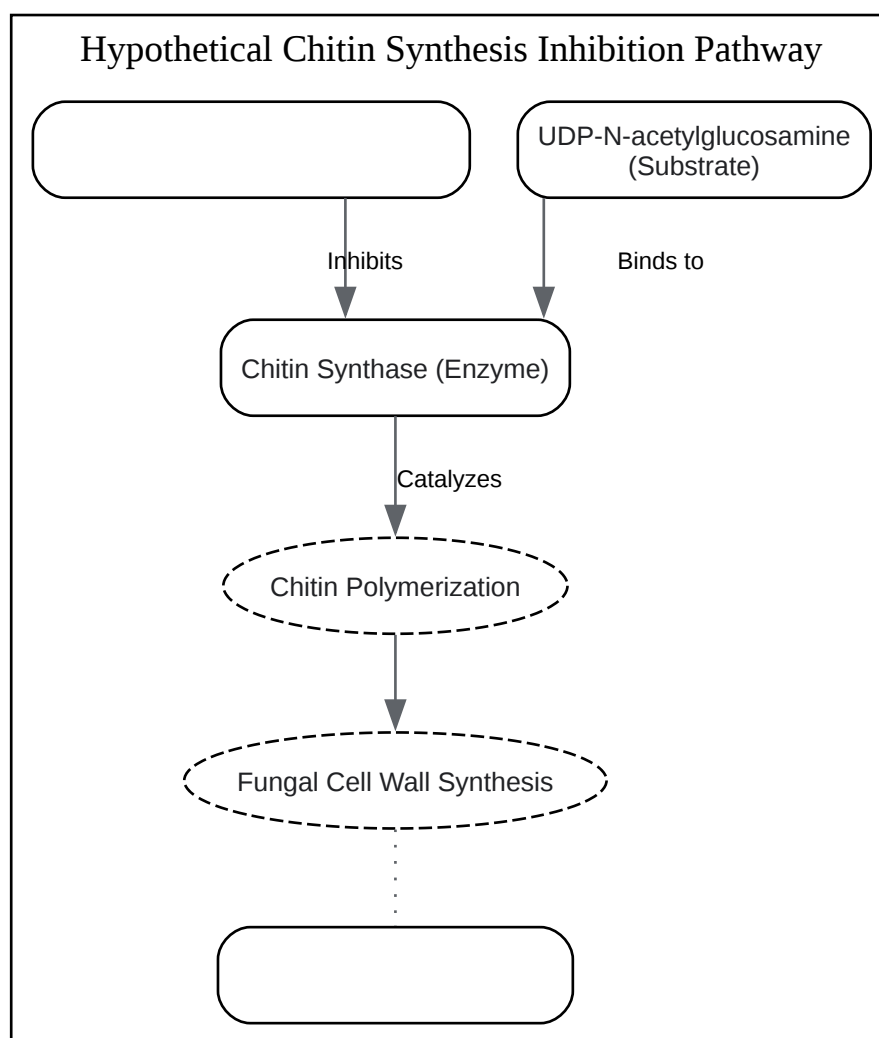 Hypothetical Chitin Synthesis Inhibition Pathway
UDP-N-acetylglucosamine
(Substrate)
Inhibits
Binds to
Chitin Synthase (Enzyme)
Catalyzes
Chitin Polymerization
Fungal Cell Wall Synthesis